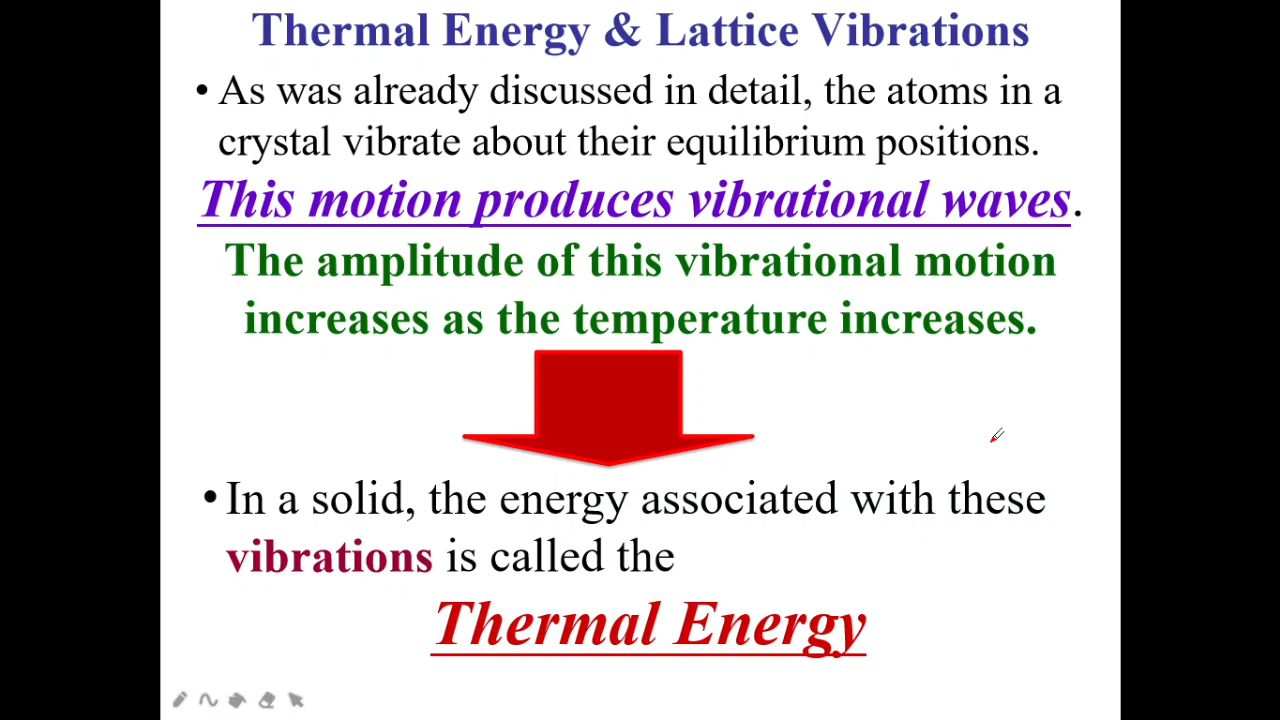 Thermal Energy & Lattice Vibrations
• As was already discussed in detail, the atoms in a
crystal vibrate about their equilibrium positions.
This motion produces vibrational waves.
The amplitude of this vibrational motion
increases as the temperature increases.
• In a solid, the energy associated with these
vibrations is called the
Thermal Energy